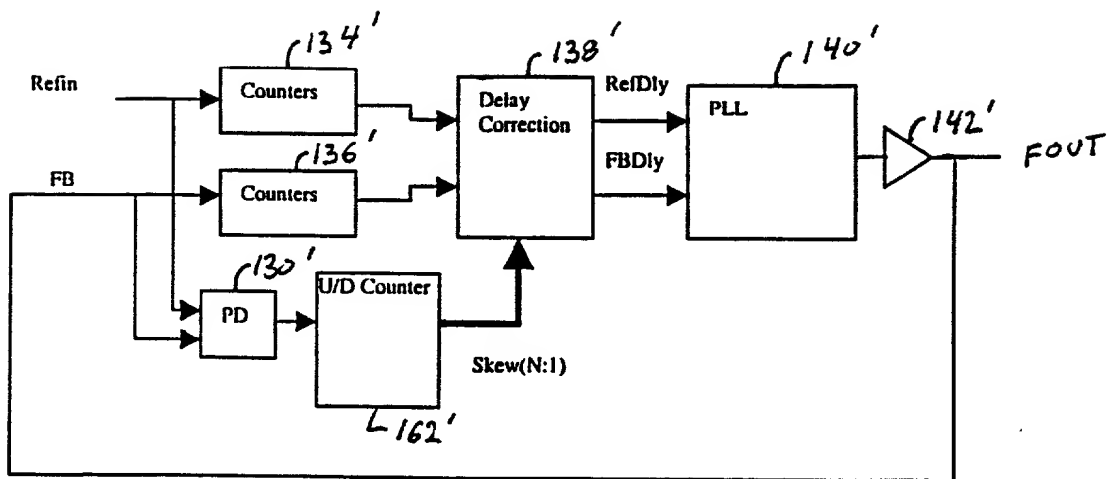 134'
138'
140'
Refin
Counters
Delay
Correction
RefDly
PLL
142'
FOUT
136'
FB
Counters
FBDly
130'
PD
U/D Counter
Skew(N:1)
162'